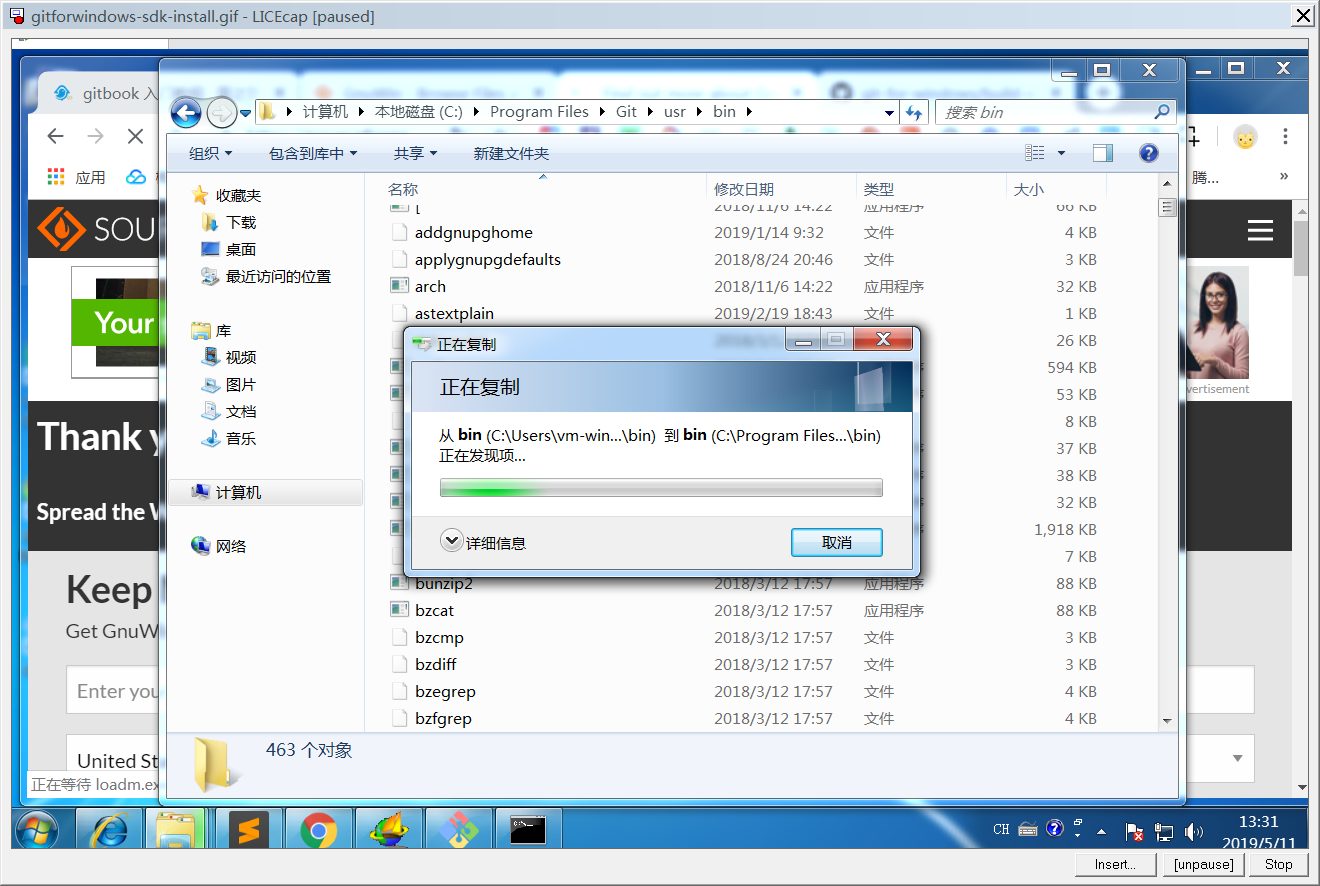 gitforwindows-sdk-install.gif - LICEcap [paused]
gitbook 入
计算机 本地磁盘 (C:) Program Files Git usr bin
搜索 bin
组织 包含到库中 共享 新建文件夹
应用
腾...
»
SOU
Your
Thank y
Spread the W
Keep
Get GnuW
Enter you
United St
正在等待 loadm.ex
vertisement
收藏夹
下载
桌面
最近访问的位置
库
视频
图片
文档
音乐
计算机
网络
名称 修改日期 类型 大小
[ 2018/11/6 14:22 应用程序 66 KB
addgnupghome 2019/1/14 9:32 文件 4 KB
applygnupgdefaults 2018/8/24 20:46 文件 3 KB
arch 2018/11/6 14:22 应用程序 32 KB
astextplain 2019/2/19 18:43 文件 1 KB
26 KB
594 KB
53 KB
8 KB
37 KB
38 KB
32 KB
1,918 KB
7 KB
bunzip2 2018/3/12 17:57 应用程序 88 KB
bzcat 2018/3/12 17:57 应用程序 88 KB
bzcmp 2018/3/12 17:57 文件 3 KB
bzdiff 2018/3/12 17:57 文件 3 KB
bzegrep 2018/3/12 17:57 文件 4 KB
bzfgrep 2018/3/12 17:57 文件 4 KB
正在复制
正在复制
从 bin (C:\Users\vm-win...\bin) 到 bin (C:\Program Files...\bin)
正在发现项...
详细信息
取消
463 个对象
CH
13:31
2019/5/11
Insert... [unpause] Stop